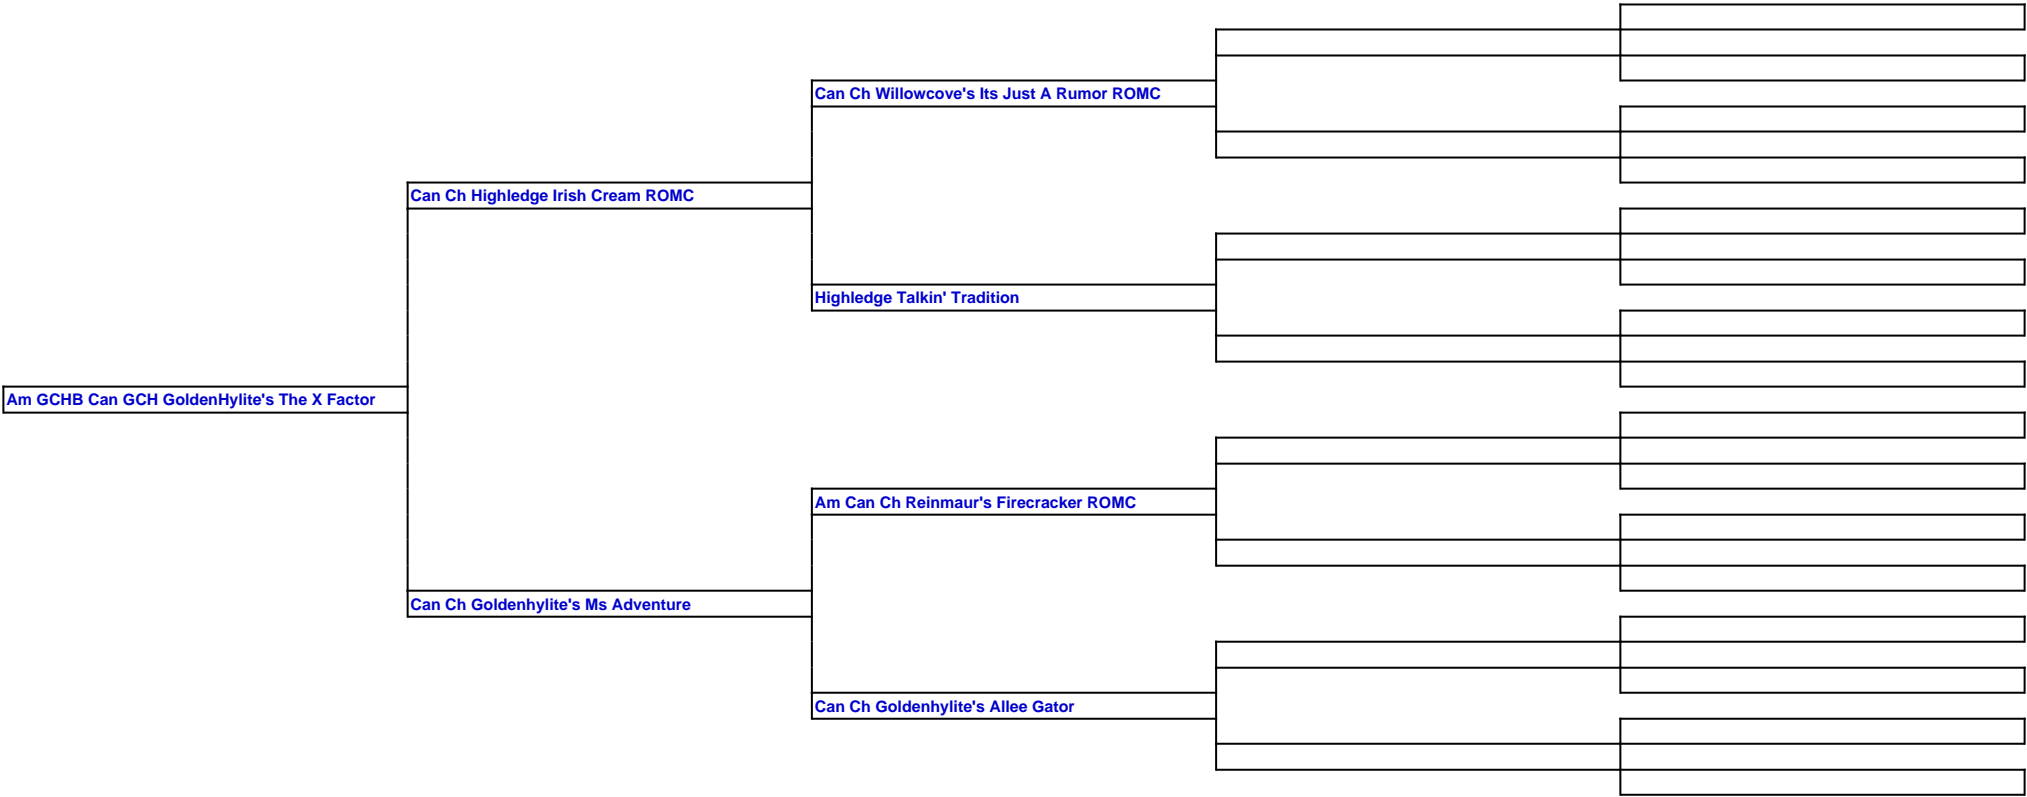 Can Ch Willowcove's Its Just A Rumor ROMC
Can Ch Highledge Irish Cream ROMC
Highledge Talkin' Tradition
Am GCHB Can GCH GoldenHylite's The X Factor
Am Can Ch Reinmaur's Firecracker ROMC
Can Ch Goldenhylite's Ms Adventure
Can Ch Goldenhylite's Allee Gator